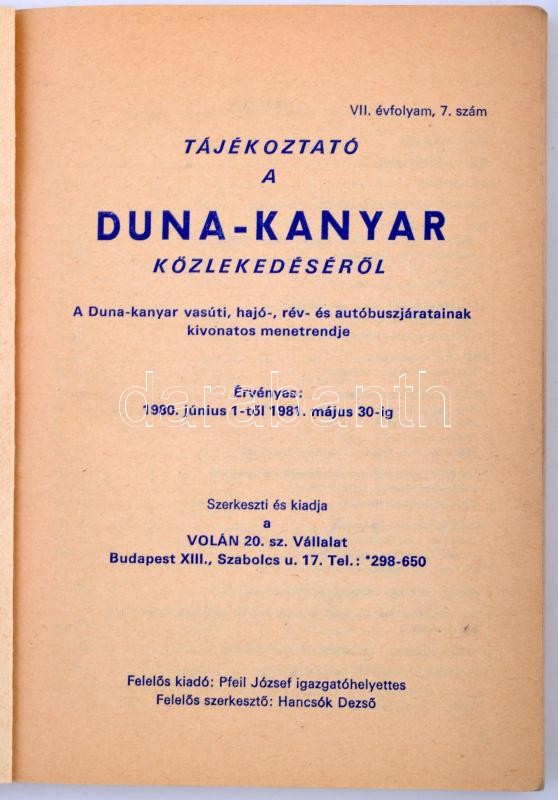 VII. évfolyam, 7. szám
TÁJÉKOZTATÓ
A
DUNA-KANYAR
KÖZLEKEDÉSÉRŐL
A Duna-kanyar vasúti, hajó-, rév- és autóbuszjáratainak
kivonatos menetrendje
darabanth
Érvényes:
1980. június 1-től 1981. május 30-ig
Szerkeszti és kiadja
a
VOLÁN 20. sz. Vállalat
Budapest XIII., Szabolcs u. 17. Tel.: *298-650
Felelős kiadó: Pfeil József igazgatóhelyettes
Felelős szerkesztő: Hancsók Dezső